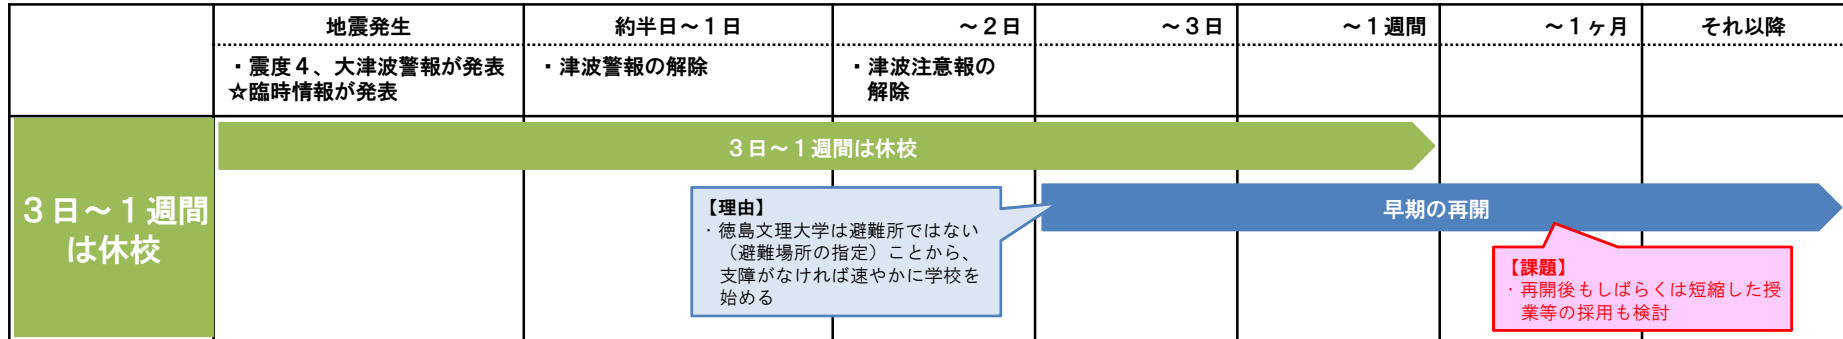 地震発生
約半日～１日
～２日
～３日
～１週間
～１ヶ月
それ以降
・震度４、大津波警報が発表
☆臨時情報が発表
・津波警報の解除
・津波注意報の
解除
３日～１週間
は休校
３日～１週間は休校
早期の再開
【理由】
・徳島文理大学は避難所ではない
（避難場所の指定）ことから、
支障がなければ速やかに学校を
始める
【課題】
・再開後もしばらくは短縮した授
業等の採用も検討